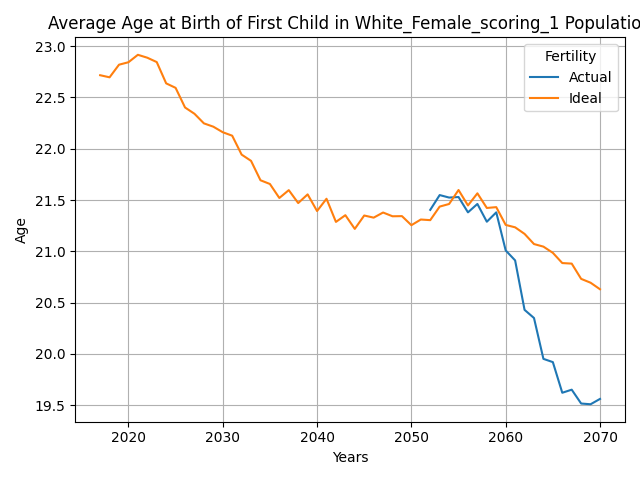 Average Age at Birth of First Child in White_Female_scoring_1 Populatio
Fertility
Actual
Ideal
23.0
22.5
22.0
21.5
21.0
20.5
20.0
19.5
Age
2020 2030 2040 2050 2060 2070
Years